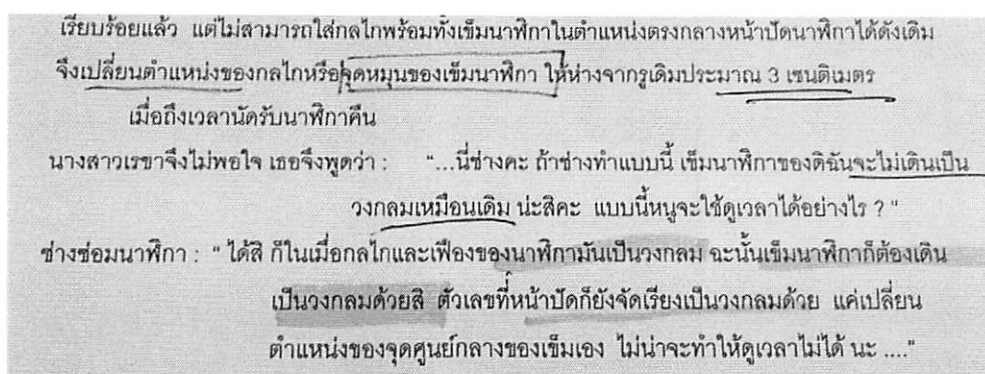 เรียบร้อยแล้ว แต่ไม่สามารถใส่กลไกพร้อมทั้งเข็มนาฬิกาในตำแหน่งตรงกลางหน้าปัดนาฬิกาได้ดังเดิม
จึงเปลี่ยนตำแหน่งของกลไกหรือจุดหมุนของเข็มนาฬิกา ให้ห่างจากรูเดิมประมาณ 3 เซนติเมตร
เมื่อถึงเวลานัดรับนาฬิกาคืน
นางสาวเรขาจึงไม่พอใจ เธอจึงพูดว่า : "...นี่ช่างคะ ถ้าช่างทำแบบนี้ เข็มนาฬิกาของดิฉันจะไม่เดินเป็น
วงกลมเหมือนเดิม น่ะสิคะ แบบนี้หนูจะใช้ดูเวลาได้อย่างไร ? "
ช่างซ่อมนาฬิกา : " ได้สิ ก็ในเมื่อกลไกและเฟืองของนาฬิกามันเป็นวงกลม ฉะนั้นเข็มนาฬิกาก็ต้องเดิน
เป็นวงกลมด้วยสิ ตัวเลขที่หน้าปัดก็ยังจัดเรียงเป็นวงกลมด้วย แค่เปลี่ยน
ตำแหน่งของจุดศูนย์กลางของเข็มเอง ไม่น่าจะทำให้ดูเวลาไม่ได้ นะ ...."